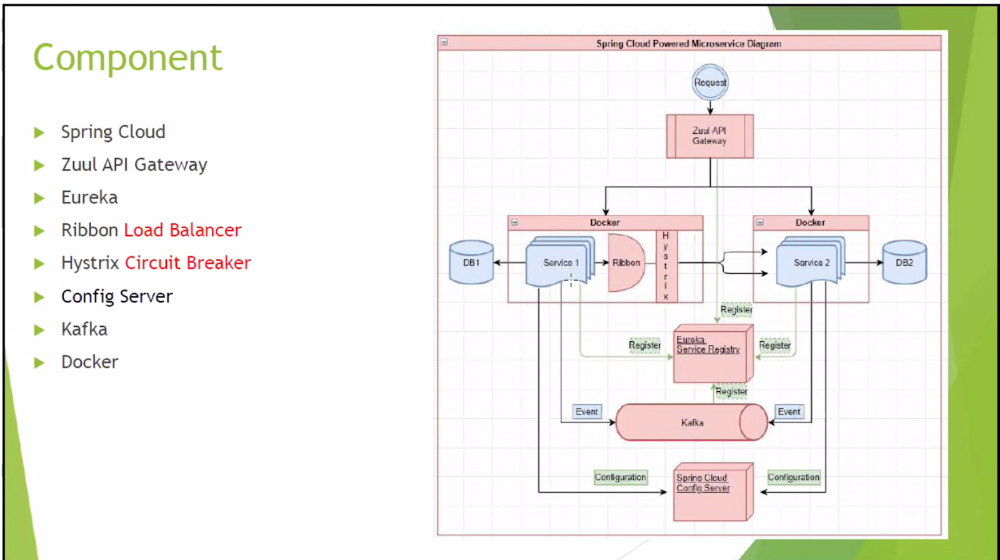 Component
Spring Cloud
Zuul API Gateway
Eureka
Ribbon Load Balancer
Hystrix Circuit Breaker
Config Server
Kafka
Docker
Spring Cloud Powered Microservice Diagram
Request
Zuul API
Gateway
Docker
Docker
DB1
Service 1
Ribbon
Hystrix
Service 2
DB2
Register
Register
Eureka
Service Registry
Register
Register
Event
Kafka
Event
Configuration
Spring Cloud
Config Server
Configuration